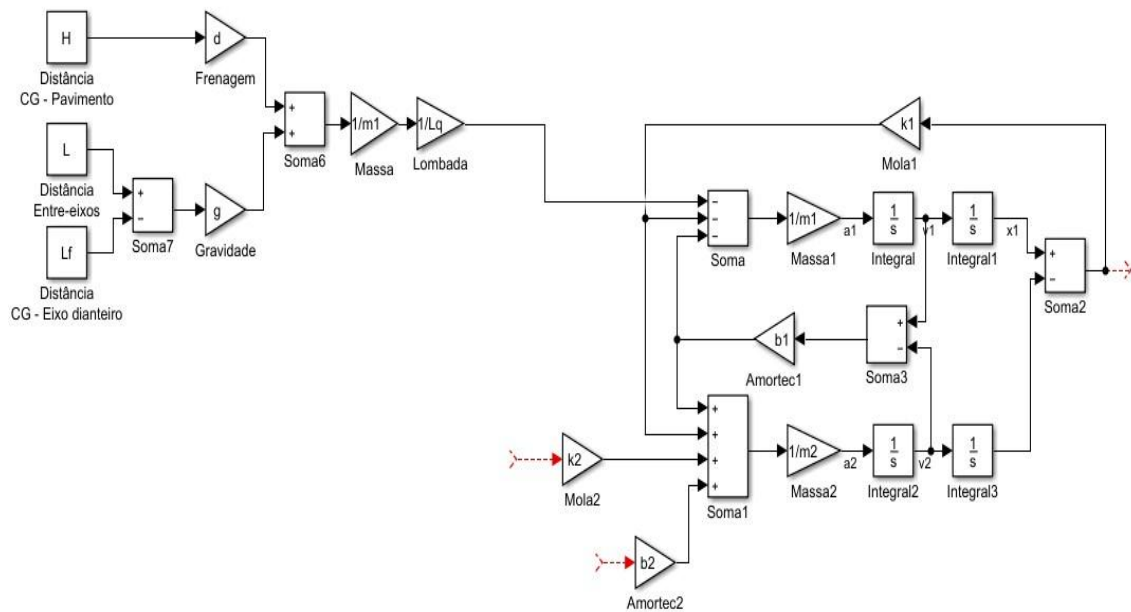 H
Distância
CG - Pavimento
d
Frenagem
L
Distância
Entre-eixos
Lf
Distância
CG - Eixo dianteiro
+
−
Soma7
g
Gravidade
+
+
Soma6
1/m1
Massa
1/Lq
Lombada
k1
Mola1
−
−
−
Soma
1/m1
Massa1
a1
1
s
Integral
v1
1
s
Integral1
x1
+
−
Soma2
+
−
Soma3
b1
Amortec1
k2
Mola2
b2
Amortec2
+
+
+
+
Soma1
1/m2
Massa2
a2
1
s
Integral2
v2
1
s
Integral3